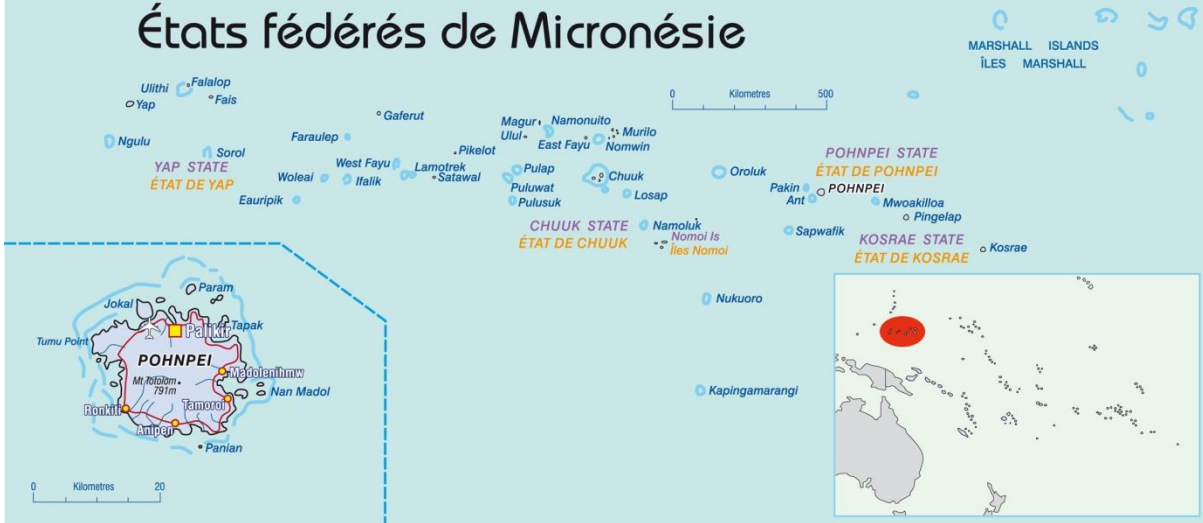 États fédérés de Micronésie
MARSHALL ISLANDS
ÎLES MARSHALL
Kilometres
0 500
Ulithi
Falalop
Fais
Yap
Ngulu
Sorol
YAP STATE
ÉTAT DE YAP
Gaferut
Faraulep
West Fayu
Woleai
Ifalik
Lamotrek
Satawal
Pikelot
Eauripik
Magur
Namonuito
Ulul
East Fayu
Murilo
Nomwin
Pulap
Puluwat
Pulusuk
Chuuk
Losap
CHUUK STATE
ÉTAT DE CHUUK
Namoluk
Nomoi Is
Îles Nomoi
Oroluk
POHNPEI STATE
ÉTAT DE POHNPEI
Pakin
POHNPEI
Ant
Mwoakilloa
Pingelap
Sapwafik
KOSRAE STATE
ÉTAT DE KOSRAE
Kosrae
Nukuoro
Kapingamarangi
Param
Jokal
Palikir
Tapak
Tumu Point
POHNPEI
Madolenihmw
Mt Totolom
791m
Nan Madol
Tamoroi
Ronkiti
Anipen
Panian
0 Kilometres 20